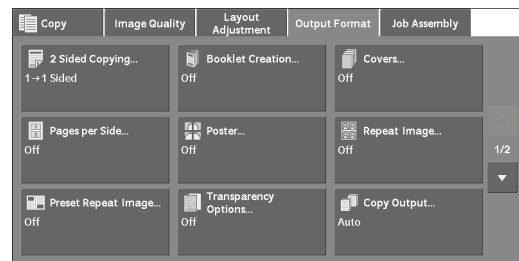 Copy
Image Quality
Layout
Adjustment
Output Format
Job Assembly
2 Sided Copying...
1→1 Sided
Booklet Creation...
Off
Covers...
Off
Pages per Side...
Off
Poster...
Off
Repeat Image...
Off
1/2
Preset Repeat Image...
Off
Transparency
Options...
Off
Copy Output...
Auto